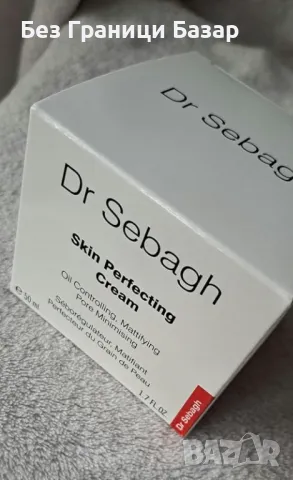 Без Граници Базар
Dr Sebagh
Dr Sebagh
Skin Perfecting
Cream
Oil Controlling, Mattifying
Pore Minimising
Séborégulateur, Matifiant
Perfecteur du Grain de Peau
e 50 ml
1.7 FL.OZ
Dr Sebagh
bazar